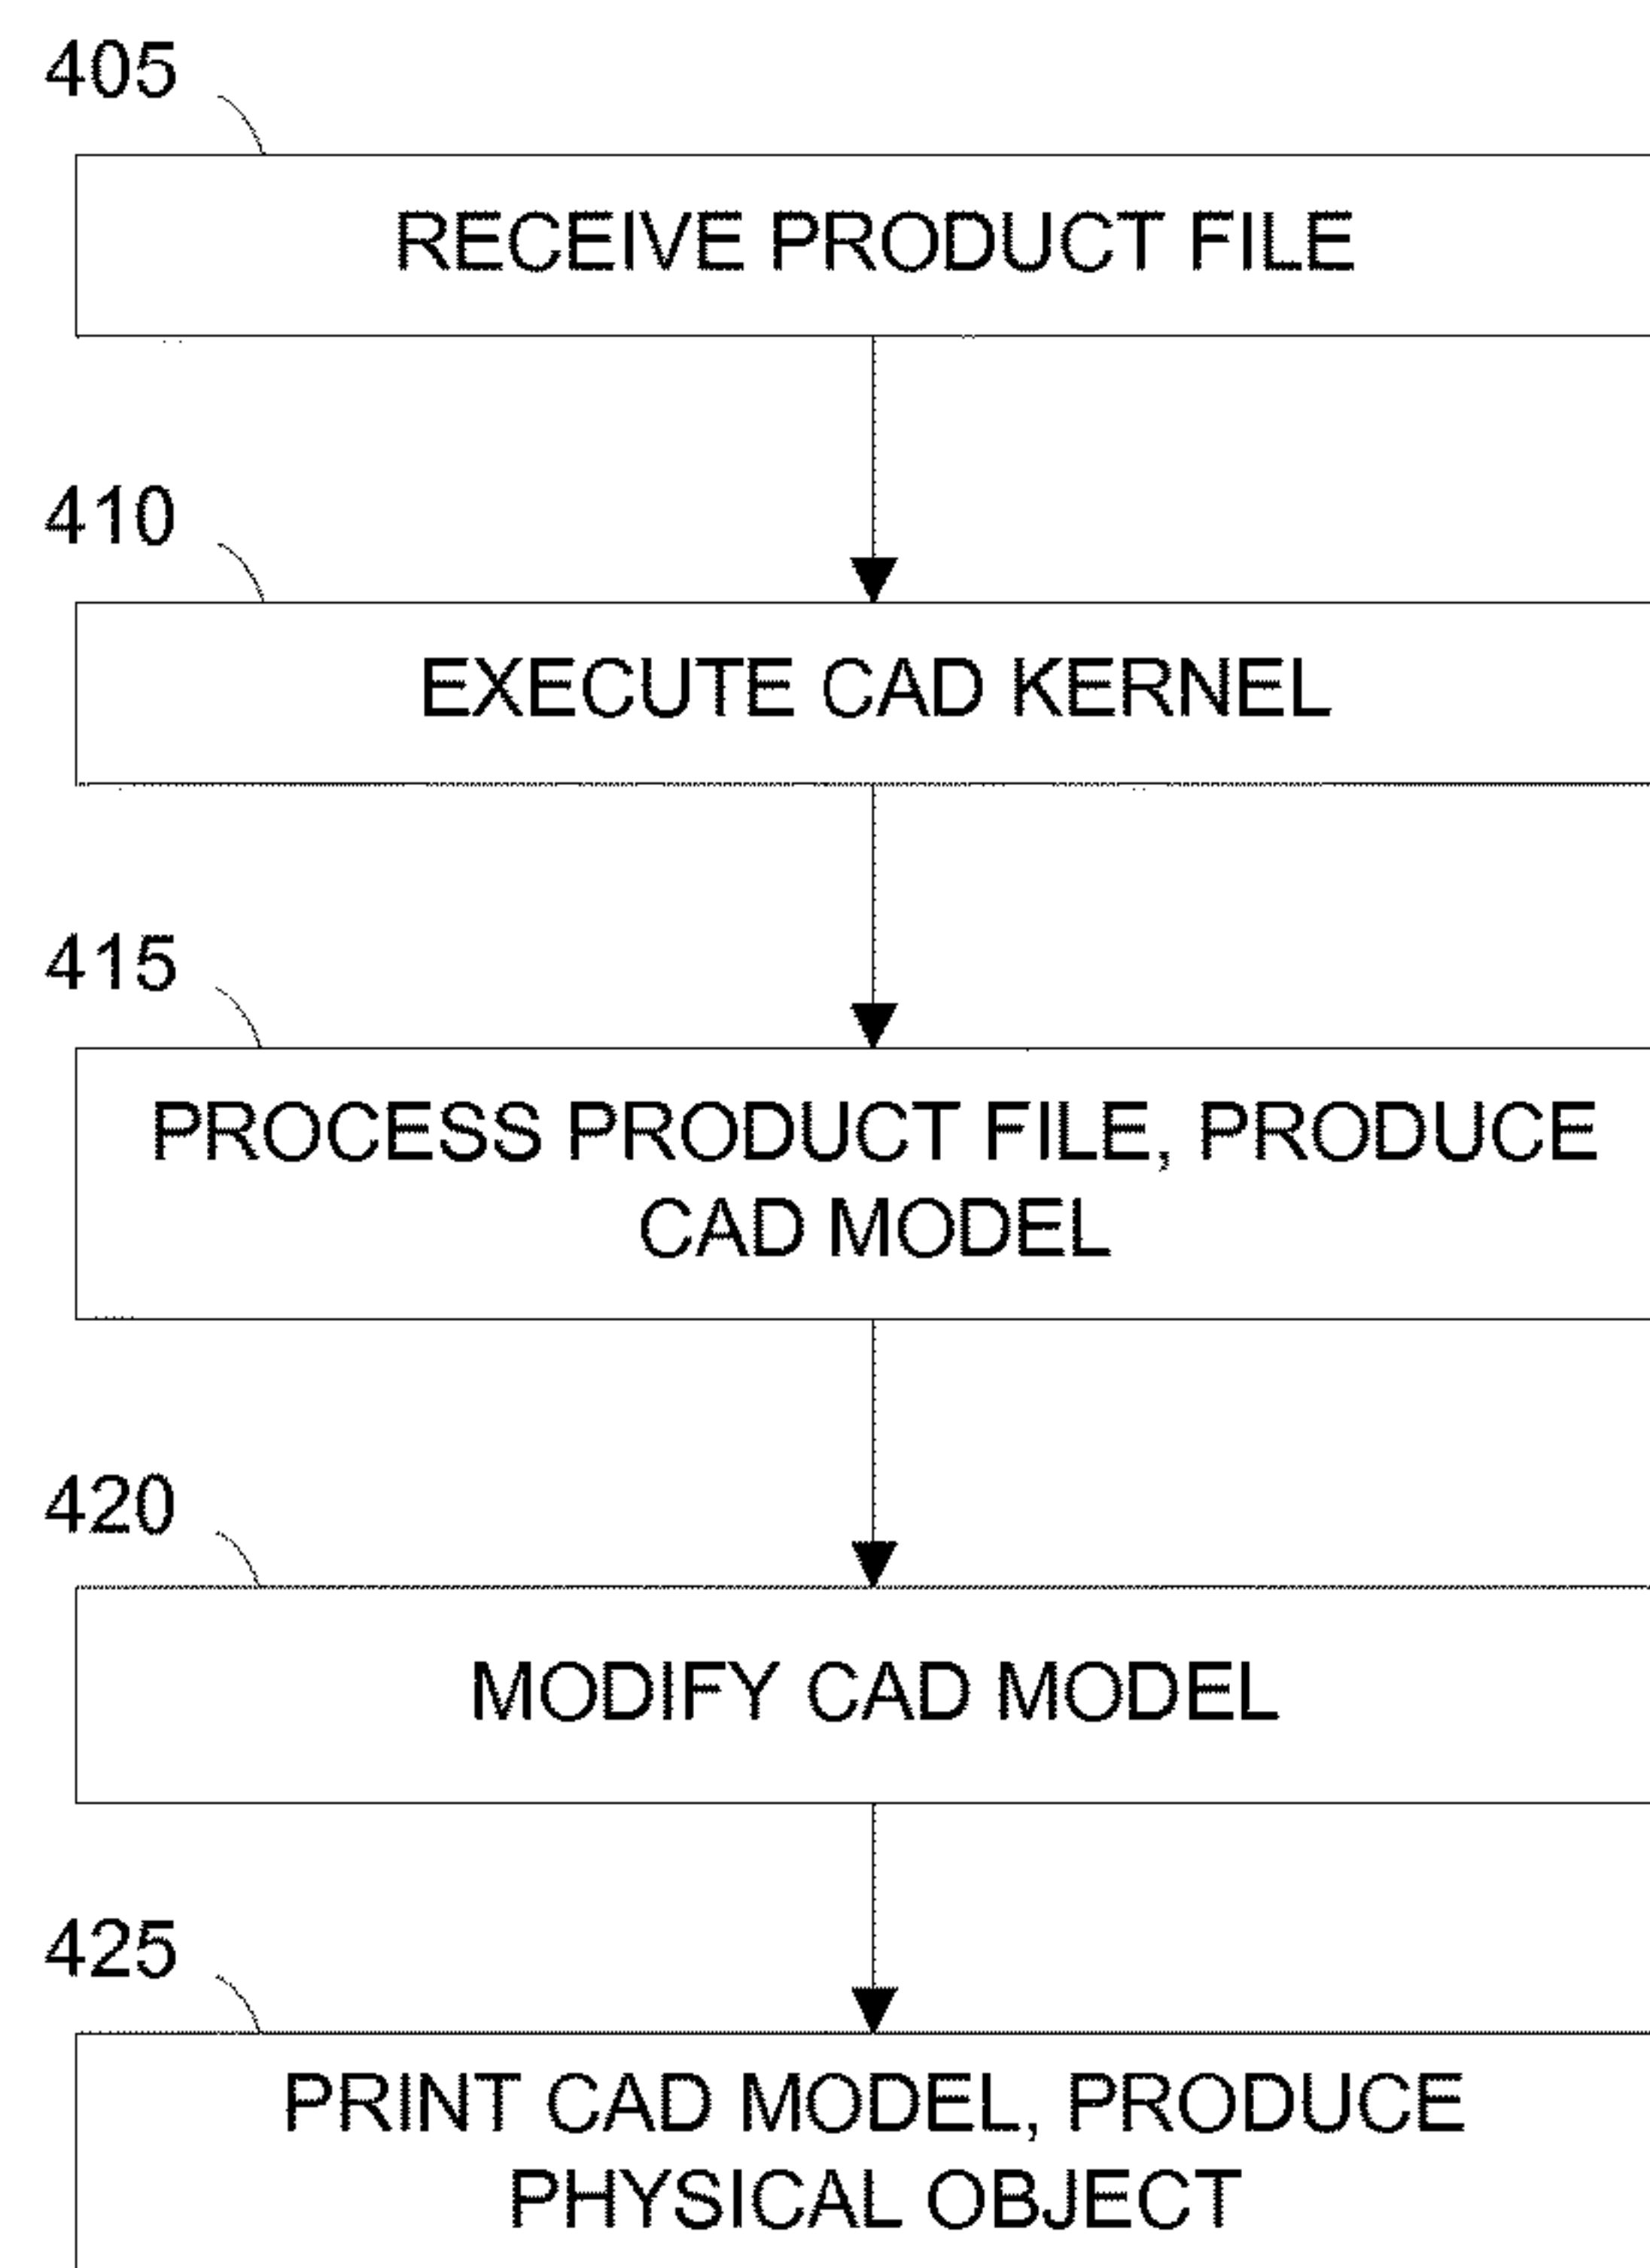 405
RECEIVE PRODUCT FILE
410
EXECUTE CAD KERNEL
415
PROCESS PRODUCT FILE, PRODUCE
CAD MODEL
420
MODIFY CAD MODEL
425
PRINT CAD MODEL, PRODUCE
PHYSICAL OBJECT